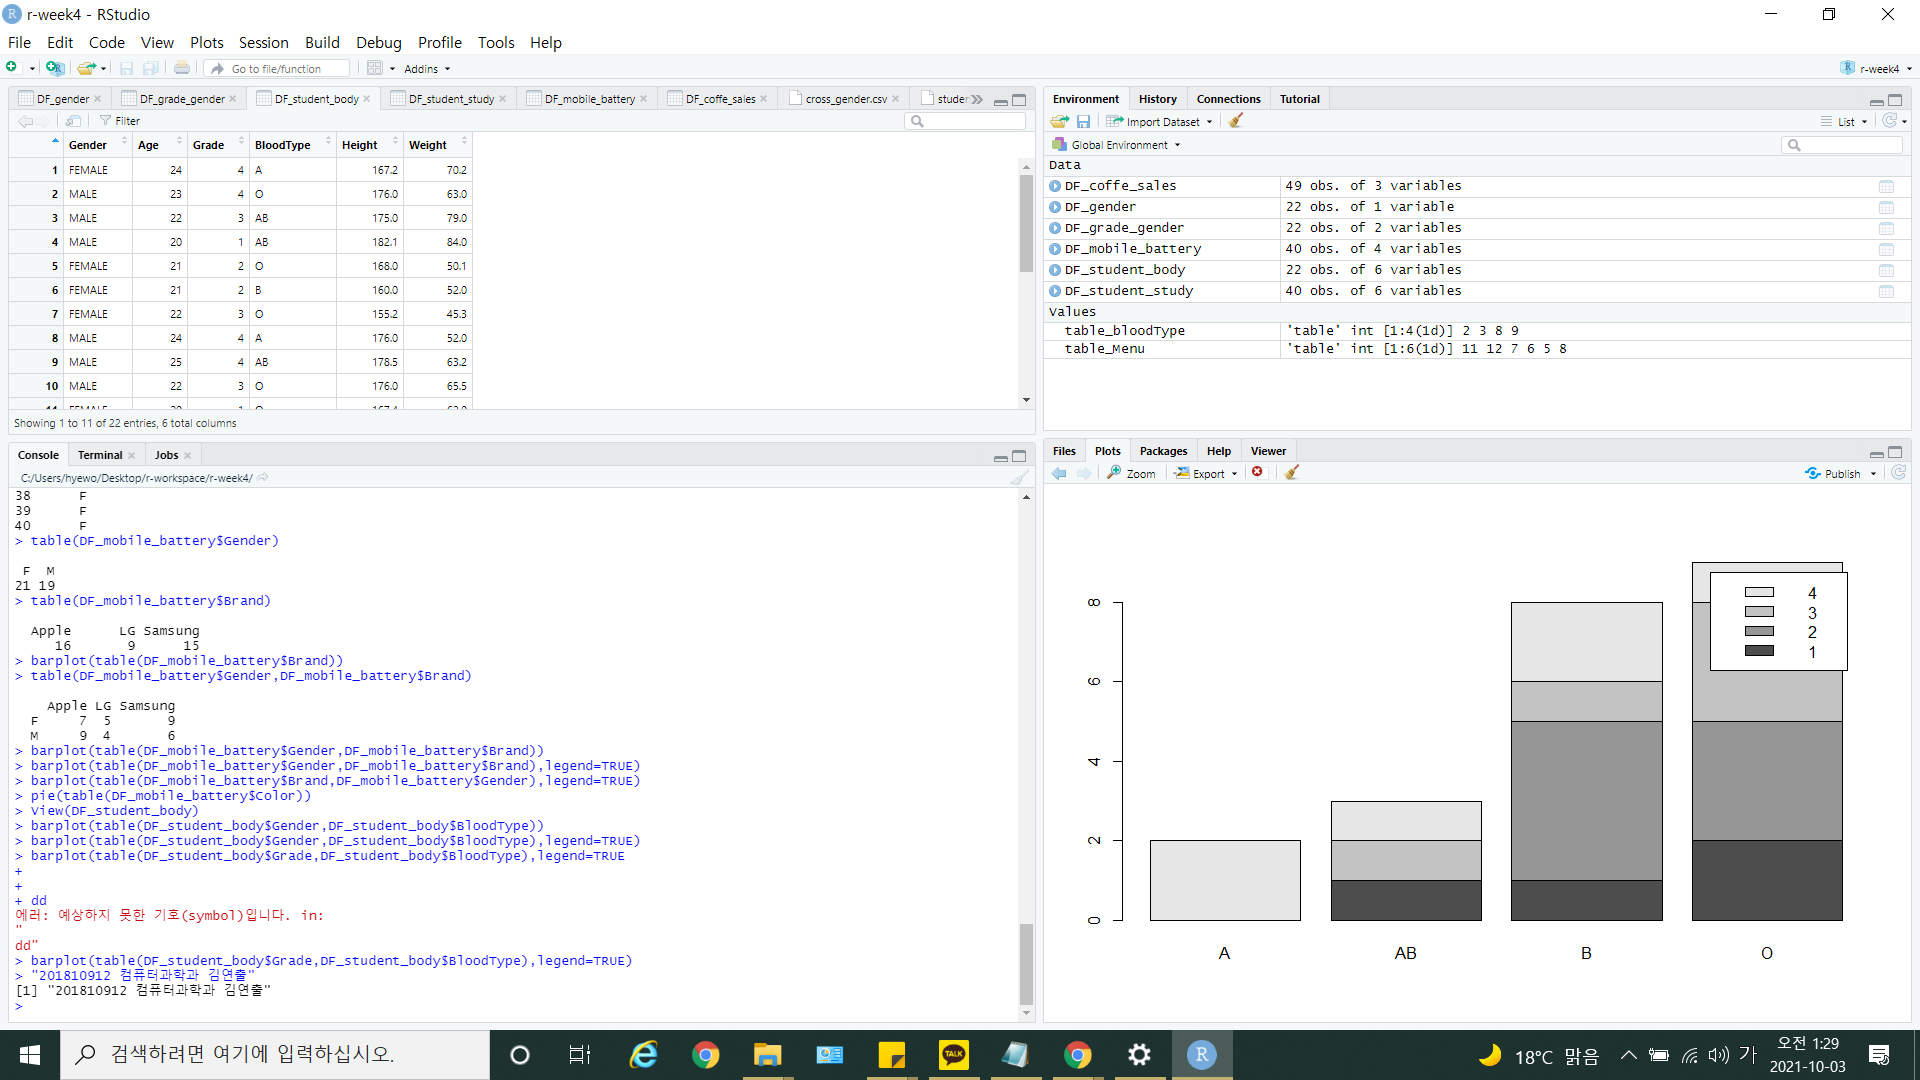 r-week4 - RStudio
File Edit Code View Plots Session Build Debug Profile Tools Help
Go to file/function Addins r-week4
DF_gender DF_grade_gender DF_student_body DF_student_study DF_mobile_battery DF_coffe_sales cross_gender.csv studer
Filter
Gender Age Grade BloodType Height Weight
1 FEMALE 24 4 A 167.2 70.2
2 MALE 23 4 O 176.0 63.0
3 MALE 22 3 AB 175.0 79.0
4 MALE 20 1 AB 182.1 84.0
5 FEMALE 21 2 O 168.0 50.1
6 FEMALE 21 2 B 160.0 52.0
7 FEMALE 22 3 O 155.2 45.3
8 MALE 24 4 A 176.0 52.0
9 MALE 25 4 AB 178.5 63.2
10 MALE 22 3 O 176.0 65.5
Showing 1 to 11 of 22 entries, 6 total columns
Console Terminal Jobs
C:/Users/hyewo/Desktop/r-workspace/r-week4/
38 F
39 F
40 F
> table(DF_mobile_battery$Gender)
F M
21 19
> table(DF_mobile_battery$Brand)
Apple LG Samsung
16 9 15
> barplot(table(DF_mobile_battery$Brand))
> table(DF_mobile_battery$Gender,DF_mobile_battery$Brand)
Apple LG Samsung
F 7 5 9
M 9 4 6
> barplot(table(DF_mobile_battery$Gender,DF_mobile_battery$Brand))
> barplot(table(DF_mobile_battery$Gender,DF_mobile_battery$Brand),legend=TRUE)
> barplot(table(DF_mobile_battery$Brand,DF_mobile_battery$Gender),legend=TRUE)
> pie(table(DF_mobile_battery$Color))
> View(DF_student_body)
> barplot(table(DF_student_body$Gender,DF_student_body$BloodType))
> barplot(table(DF_student_body$Gender,DF_student_body$BloodType),legend=TRUE)
> barplot(table(DF_student_body$Grade,DF_student_body$BloodType),legend=TRUE
+
+
+ dd
에러: 예상하지 못한 기호(symbol)입니다. in:
"
dd"
> barplot(table(DF_student_body$Grade,DF_student_body$BloodType),legend=TRUE)
> "201810912 컴퓨터과학과 김연출"
[1] "201810912 컴퓨터과학과 김연출"
>
Environment History Connections Tutorial
Import Dataset List
Global Environment
Data
DF_coffe_sales 49 obs. of 3 variables
DF_gender 22 obs. of 1 variable
DF_grade_gender 22 obs. of 2 variables
DF_mobile_battery 40 obs. of 4 variables
DF_student_body 22 obs. of 6 variables
DF_student_study 40 obs. of 6 variables
Values
table_bloodType 'table' int [1:4(1d)] 2 3 8 9
table_Menu 'table' int [1:6(1d)] 11 12 7 6 5 8
Files Plots Packages Help Viewer
Zoom Export Publish
8
6
4
2
0
4
3
2
1
A AB B O
검색하려면 여기에 입력하십시오.
TALK
R
18°C 맑음
가
오전 1:29
2021-10-03